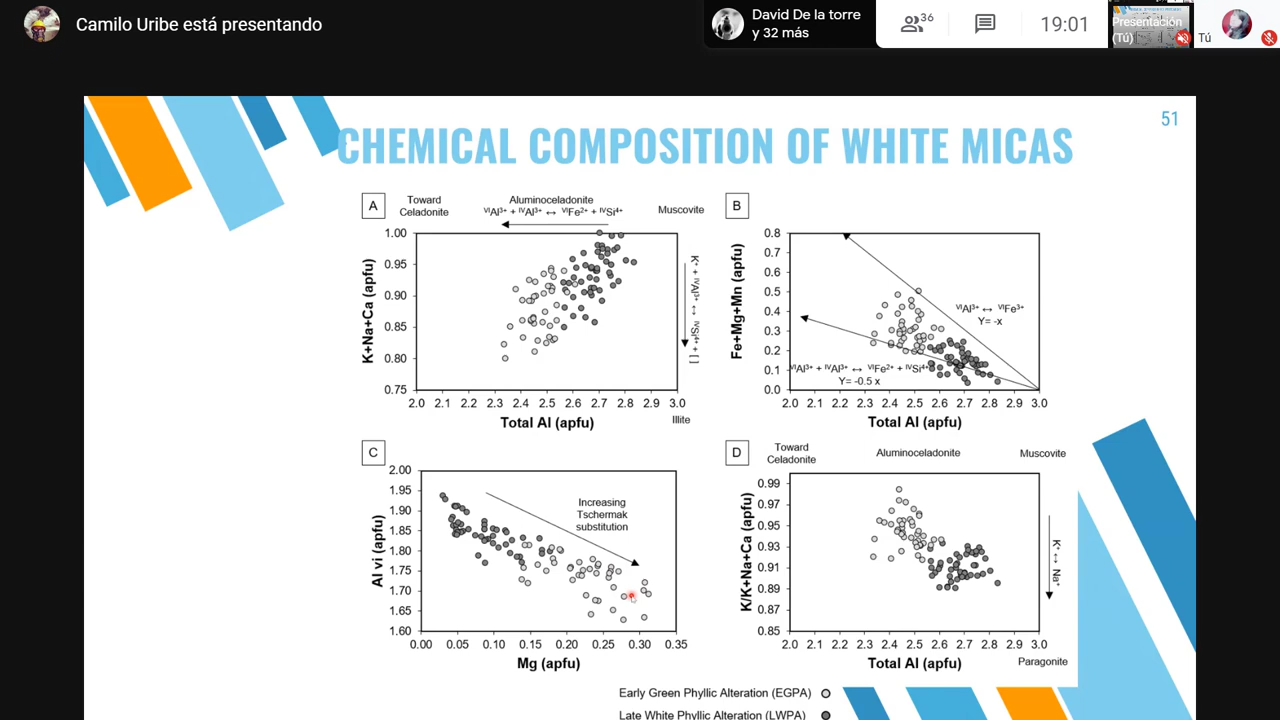 Camilo Uribe está presentando
David De la torre
y 32 más
36
19:01
Presentación
(Tú)
Tú
51
CHEMICAL COMPOSITION OF WHITE MICAS
A
Toward
Celadonite
Aluminoceladonite
ⱽᴵAl³⁺ + ᴵⱽAl³⁺ ↔ ⱽᴵFe²⁺ + ᴵⱽSi⁴⁺
Muscovite
1.00
0.95
0.90
0.85
0.80
0.75
K+Na+Ca (apfu)
2.0 2.1 2.2 2.3 2.4 2.5 2.6 2.7 2.8 2.9 3.0
Total Al (apfu)
Illite
K⁺ + ᴵⱽAl³⁺ ↔ ᴵⱽSi⁴⁺ + [ ]
B
0.8
0.7
0.6
0.5
0.4
0.3
0.2
0.1
0.0
Fe+Mg+Mn (apfu)
ⱽᴵAl³⁺ ↔ ⱽᴵFe³⁺
Y= -x
ⱽᴵAl³⁺ + ᴵⱽAl³⁺ ↔ ⱽᴵFe²⁺ + ᴵⱽSi⁴⁺
Y= -0.5 x
2.0 2.1 2.2 2.3 2.4 2.5 2.6 2.7 2.8 2.9 3.0
Total Al (apfu)
C
2.00
1.95
1.90
1.85
1.80
1.75
1.70
1.65
1.60
Al vi (apfu)
Increasing
Tschermak
substitution
0.00 0.05 0.10 0.15 0.20 0.25 0.30 0.35
Mg (apfu)
D
Toward
Celadonite
Aluminoceladonite
Muscovite
0.99
0.97
0.95
0.93
0.91
0.89
0.87
0.85
K/K+Na+Ca (apfu)
K⁺ ↔ Na⁺
2.0 2.1 2.2 2.3 2.4 2.5 2.6 2.7 2.8 2.9 3.0
Total Al (apfu)
Paragonite
Early Green Phyllic Alteration (EGPA)
Late White Phyllic Alteration (LWPA)